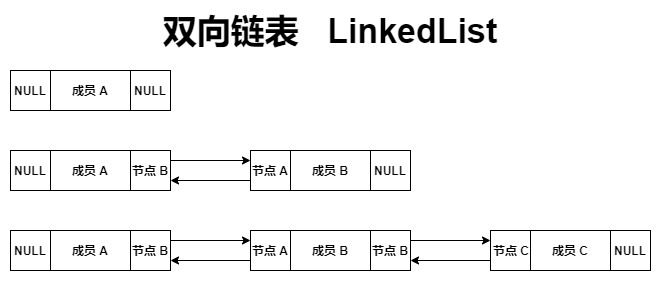 双向链表 LinkedList
NULL 成员 A NULL
NULL 成员 A 节点 B 节点 A 成员 B NULL
NULL 成员 A 节点 B 节点 A 成员 B 节点 B 节点 C 成员 C NULL